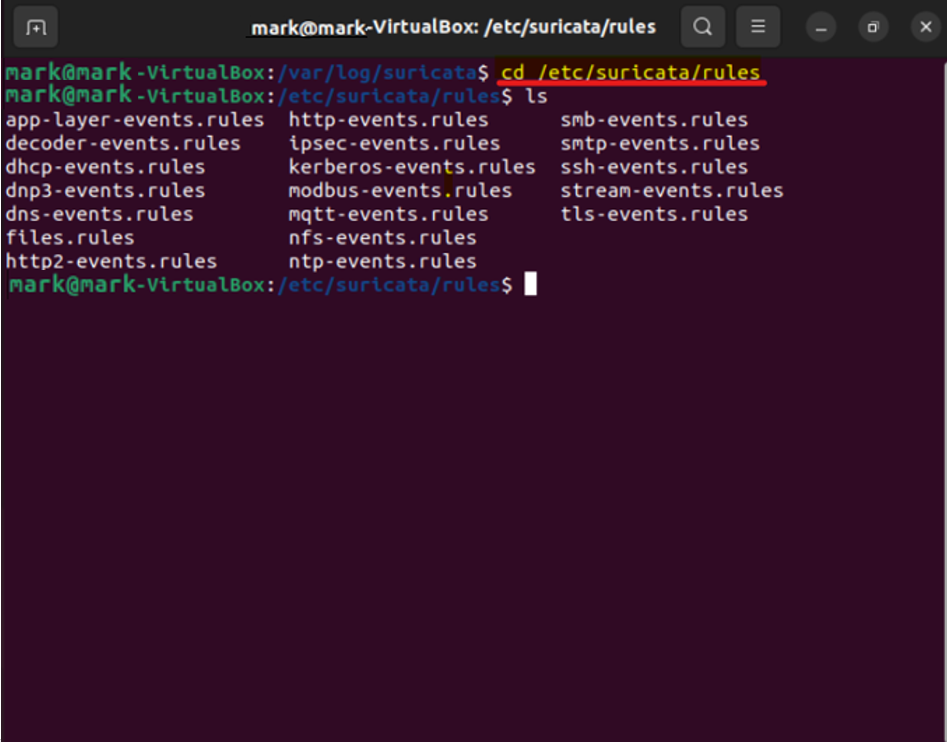 mark@mark-VirtualBox: /etc/suricata/rules
mark@mark-VirtualBox:/var/log/suricata$ cd /etc/suricata/rules
mark@mark-VirtualBox:/etc/suricata/rules$ ls
app-layer-events.rules http-events.rules smb-events.rules
decoder-events.rules ipsec-events.rules smtp-events.rules
dhcp-events.rules kerberos-events.rules ssh-events.rules
dnp3-events.rules modbus-events.rules stream-events.rules
dns-events.rules mqtt-events.rules tls-events.rules
files.rules nfs-events.rules
http2-events.rules ntp-events.rules
mark@mark-VirtualBox:/etc/suricata/rules$